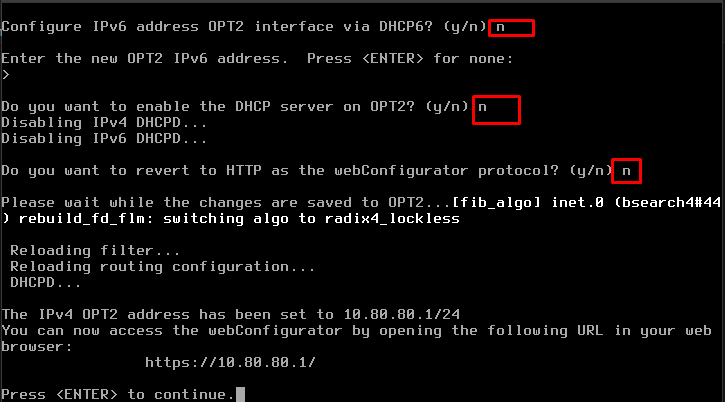 Configure IPv6 address OPT2 interface via DHCP6? (y/n) n
Enter the new OPT2 IPv6 address.  Press <ENTER> for none:
>
Do you want to enable the DHCP server on OPT2? (y/n) n
Disabling IPv4 DHCPD...
Disabling IPv6 DHCPD...
Do you want to revert to HTTP as the webConfigurator protocol? (y/n) n
Please wait while the changes are saved to OPT2...[fib_algo] inet.0 (bsearch4#44
) rebuild_fd_flm: switching algo to radix4_lockless
Reloading filter...
Reloading routing configuration...
DHCPD...
The IPv4 OPT2 address has been set to 10.80.80.1/24
You can now access the webConfigurator by opening the following URL in your web
browser:
https://10.80.80.1/
Press <ENTER> to continue.